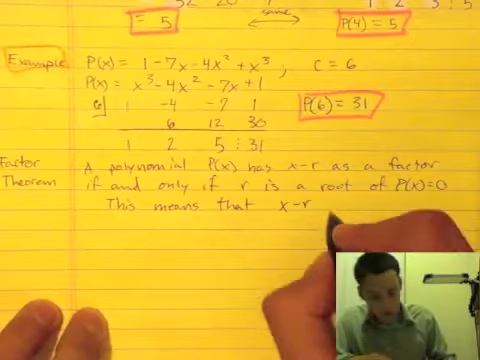 = 5 same P(4) = 5
Example P(x) = 1 - 7x - 4x² + x³ ; c = 6
P(x) = x³ - 4x² - 7x + 1
6 1 -4 -7 1 P(6) = 31
6 12 30
1 2 5 31
Factor A polynomial P(x) has x-r as a factor
Theorem if and only if r is a root of P(x)=0
This means that x-r